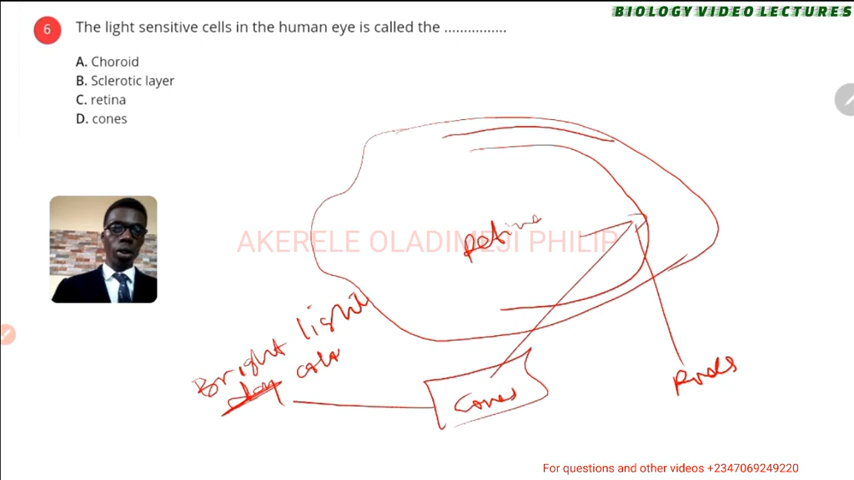 BIOLOGY VIDEO LECTURES
6 The light sensitive cells in the human eye is called the ................
A. Choroid
B. Sclerotic layer
C. retina
D. cones
Retina
AKERELE OLADIMEJI PHILIP
Bright light
day
Cones
Rods
For questions and other videos +2347069249220